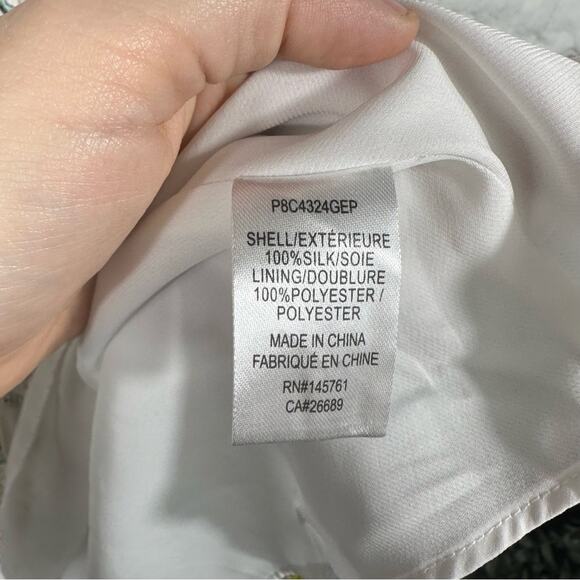 P8C4324GEP
SHELL/EXTÉRIEURE
100%SILK/SOIE
LINING/DOUBLURE
100%POLYESTER /
POLYESTER
MADE IN CHINA
FABRIQUÉ EN CHINE
RN#145761
CA#26689